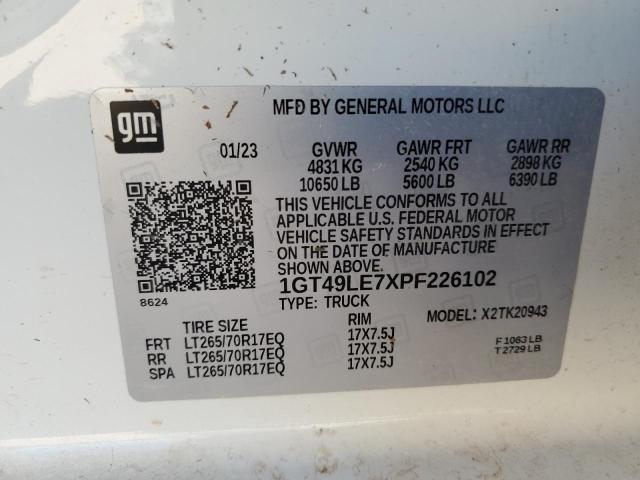 gm
MFD BY GENERAL MOTORS LLC
01/23
GVWR GAWR FRT GAWR RR
4831 KG 2540 KG 2898 KG
10650 LB 5600 LB 6390 LB
THIS VEHICLE CONFORMS TO ALL
APPLICABLE U.S. FEDERAL MOTOR
VEHICLE SAFETY STANDARDS IN EFFECT
ON THE DATE OF MANUFACTURE
SHOWN ABOVE.
8624
1GT49LE7XPF226102
TYPE: TRUCK
MODEL: X2TK20943
TIRE SIZE RIM
FRT LT265/70R17EQ 17X7.5J
RR LT265/70R17EQ 17X7.5J
SPA LT265/70R17EQ 17X7.5J
F 1063 LB
T 2729 LB